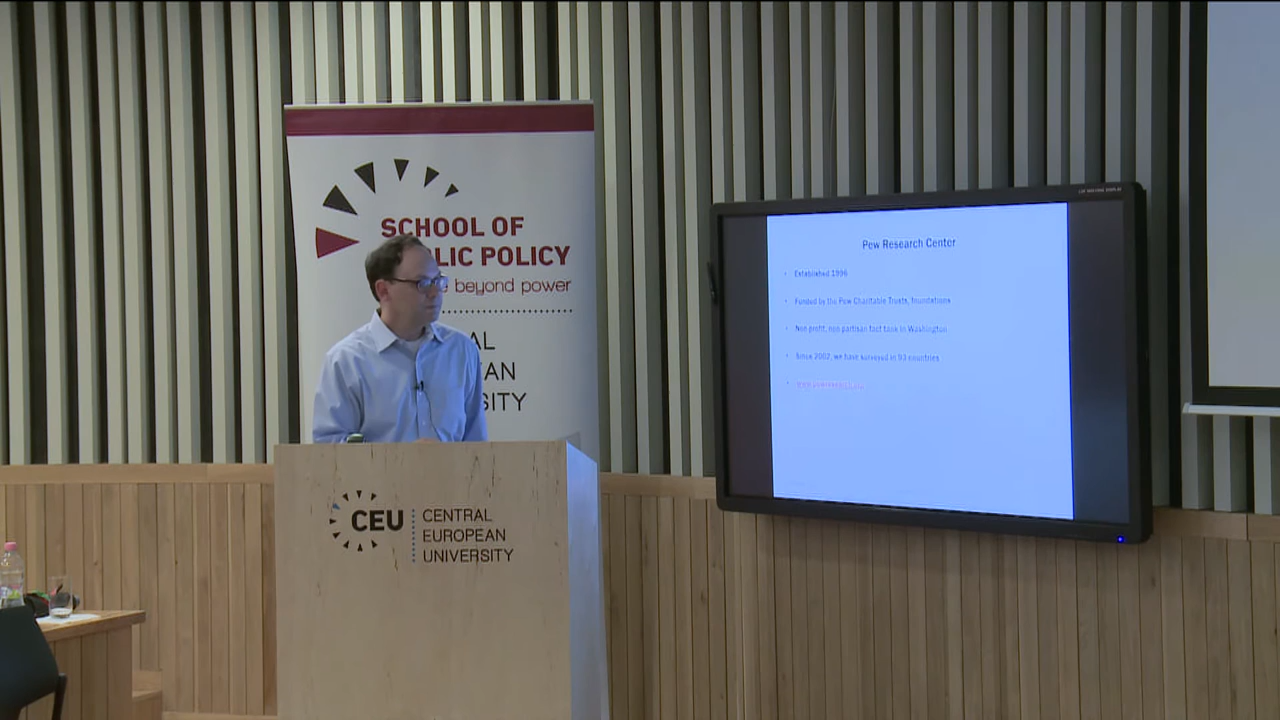 SCHOOL OF
LIC POLICY
beyond power
AL
AN
SITY
CEU
CENTRAL
EUROPEAN
UNIVERSITY
Pew Research Center
• Established 1996
• Funded by the Pew Charitable Trusts, foundations
• Non profit, non partisan fact tank in Washington
• Since 2002, we have surveyed in 93 countries